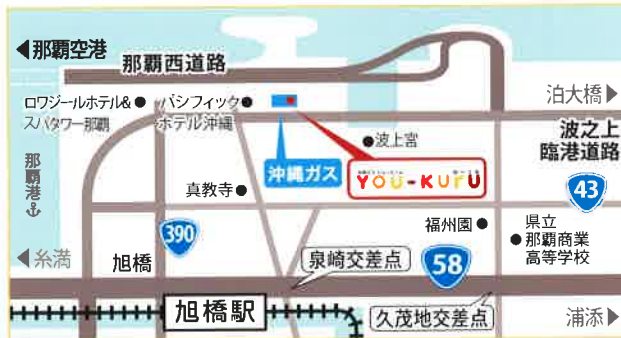 那覇空港
那覇西道路
ロワジールホテル&
スパタワー那覇
パシフィック
ホテル沖縄
泊大橋
波上宮
波之上
臨港道路
沖縄ガス
YOU-KURU
那覇港
真教寺
43
390
福州園
県立
那覇商業
高等学校
糸満
旭橋
泉崎交差点
58
旭橋駅
久茂地交差点
浦添